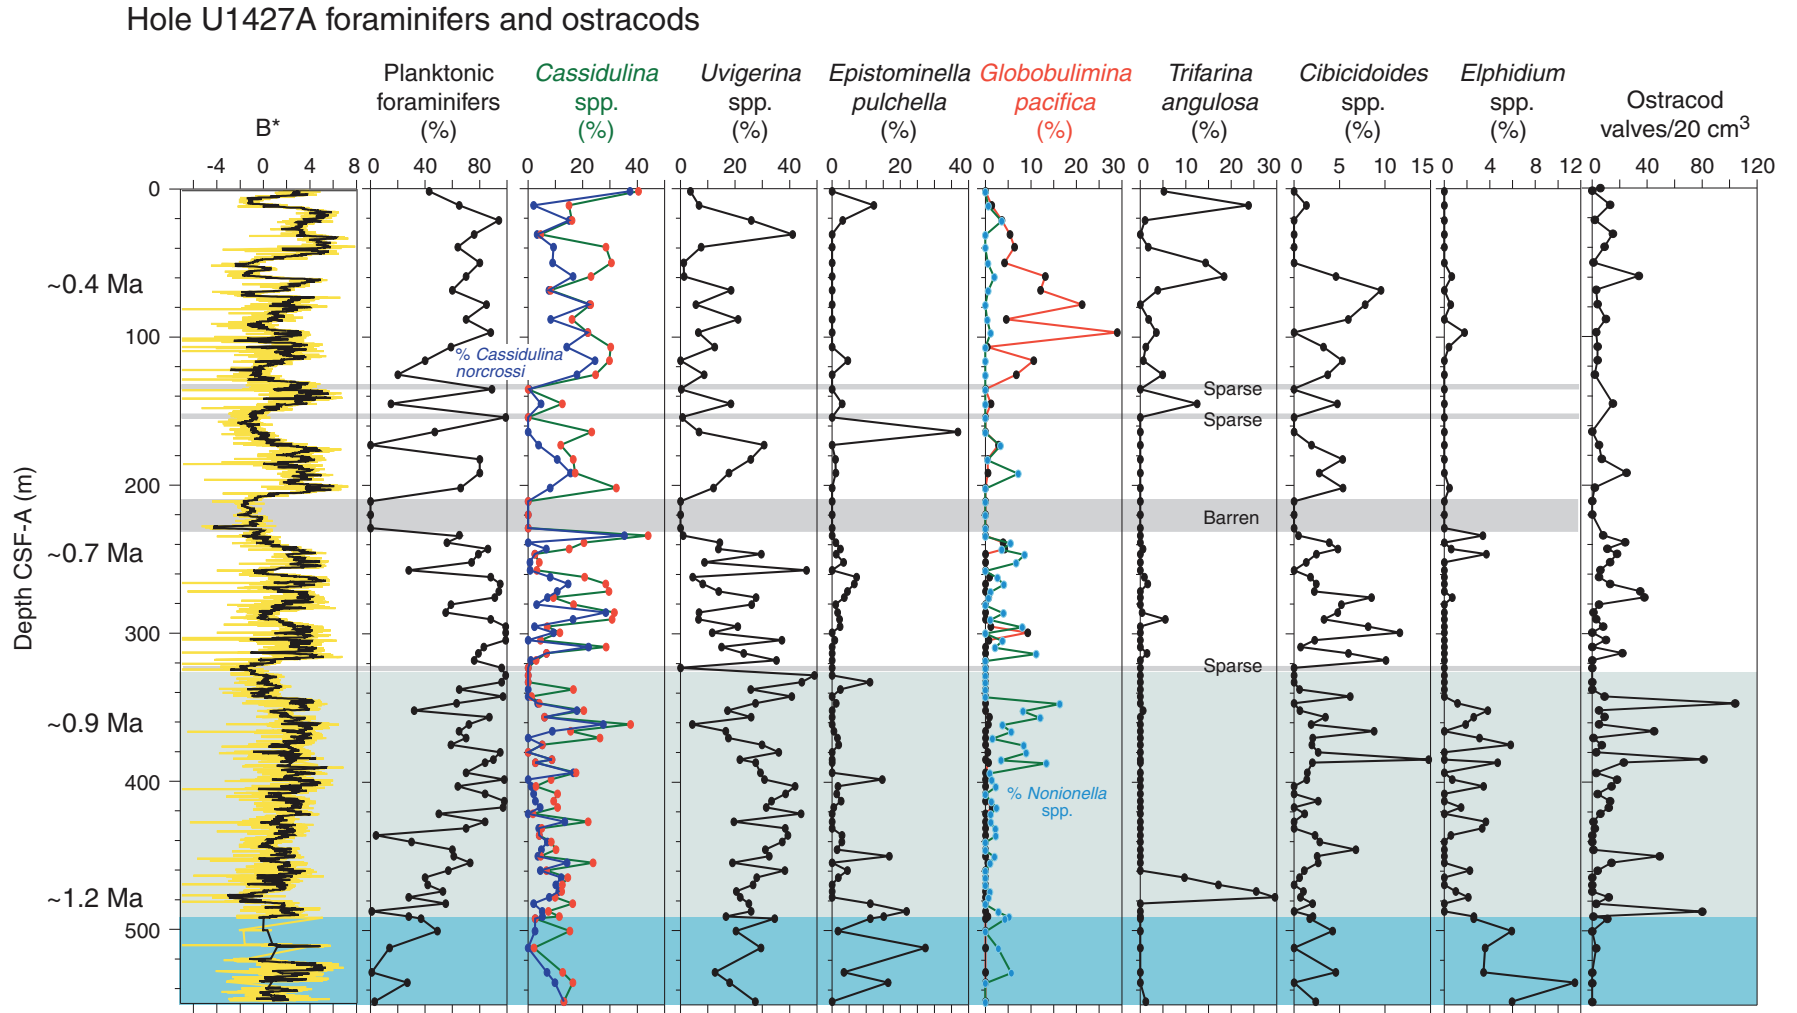 Hole U1427A foraminifers and ostracods
B*
Planktonic
foraminifers
(%)
Cassidulina
spp.
(%)
Uvigerina
spp.
(%)
Epistominella
pulchella
(%)
Globobulimina
pacifica
(%)
Trifarina
angulosa
(%)
Cibicidoides
spp.
(%)
Elphidium
spp.
(%)
Ostracod
valves/20 cm3
-4 0 4 8
0 40 80
0 20 40
0 20 40
0 20 40
0 10 20 30
0 10 20 30
0 5 10 15
0 4 8 12
0 40 80 120
Depth CSF-A (m)
0
~0.4 Ma
100
% Cassidulina
norcrossi
Sparse
Sparse
200
Barren
~0.7 Ma
300
Sparse
~0.9 Ma
400
% Nonionella
spp.
~1.2 Ma
500